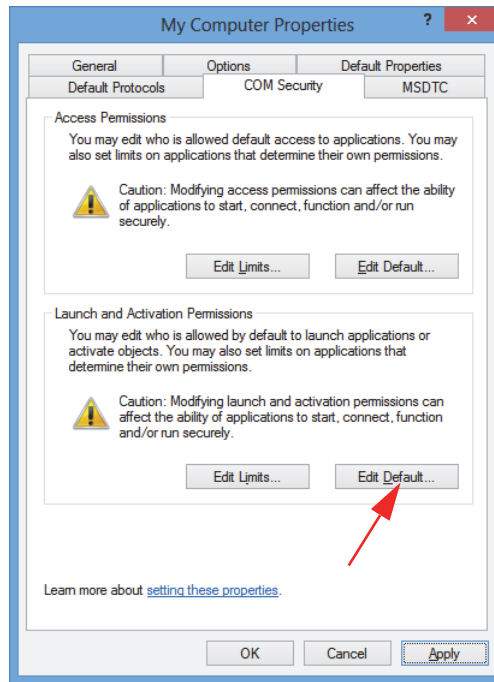 My Computer Properties ? ×
General Options Default Properties
Default Protocols COM Security MSDTC
Access Permissions
You may edit who is allowed default access to applications. You may
also set limits on applications that determine their own permissions.
Caution: Modifying access permissions can affect the ability
of applications to start, connect, function and/or run
securely.
Edit Limits... Edit Default...
Launch and Activation Permissions
You may edit who is allowed by default to launch applications or
activate objects. You may also set limits on applications that
determine their own permissions.
Caution: Modifying launch and activation permissions can
affect the ability of applications to start, connect, function
and/or run securely.
Edit Limits... Edit Default...
Learn more about setting these properties.
OK Cancel Apply